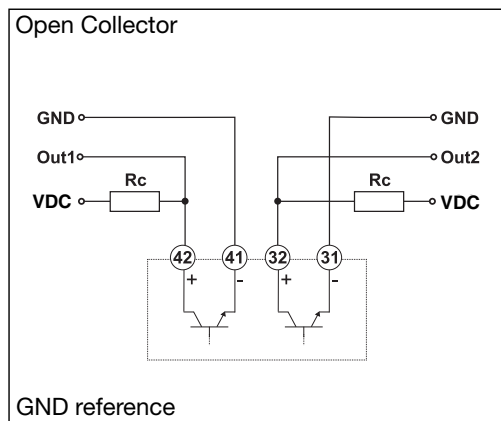 Open Collector
GND GND
Out1 Out2
Rc Rc
VDC VDC
42 41 32 31
+ - + -
GND reference